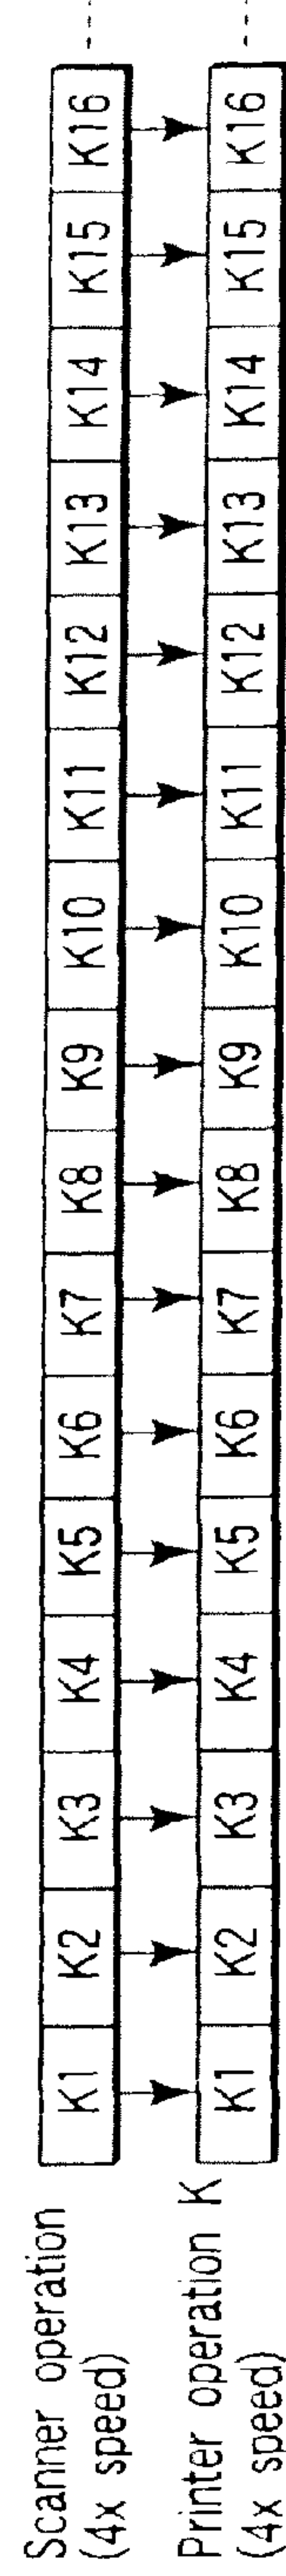 Scanner operation
(4x speed)
K1 K2 K3 K4 K5 K6 K7 K8 K9 K10 K11 K12 K13 K14 K15 K16
Printer operation K
(4x speed)
K1 K2 K3 K4 K5 K6 K7 K8 K9 K10 K11 K12 K13 K14 K15 K16